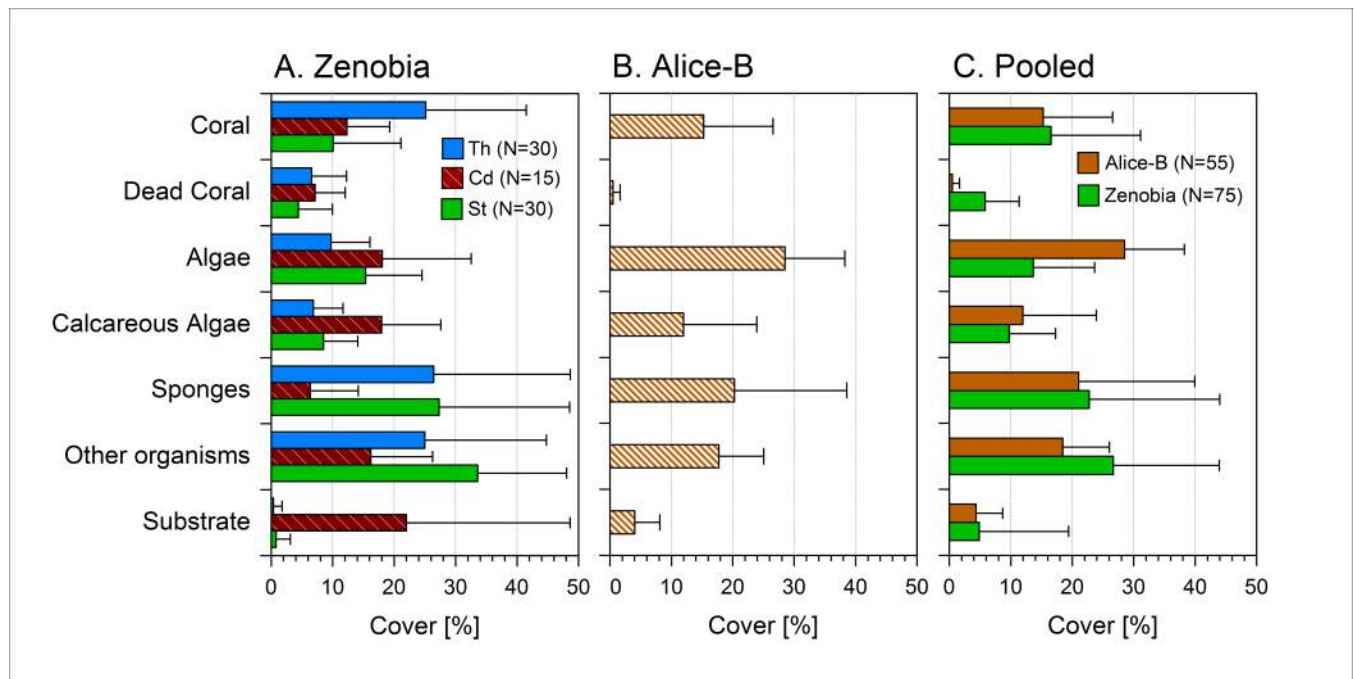 A. Zenobia
B. Alice-B
C. Pooled
Coral
Dead Coral
Algae
Calcareous Algae
Sponges
Other organisms
Substrate
Th (N=30)
Cd (N=15)
St (N=30)
Alice-B (N=55)
Zenobia (N=75)
0 10 20 30 40 50
0 10 20 30 40 50
0 10 20 30 40 50
Cover [%]
Cover [%]
Cover [%]